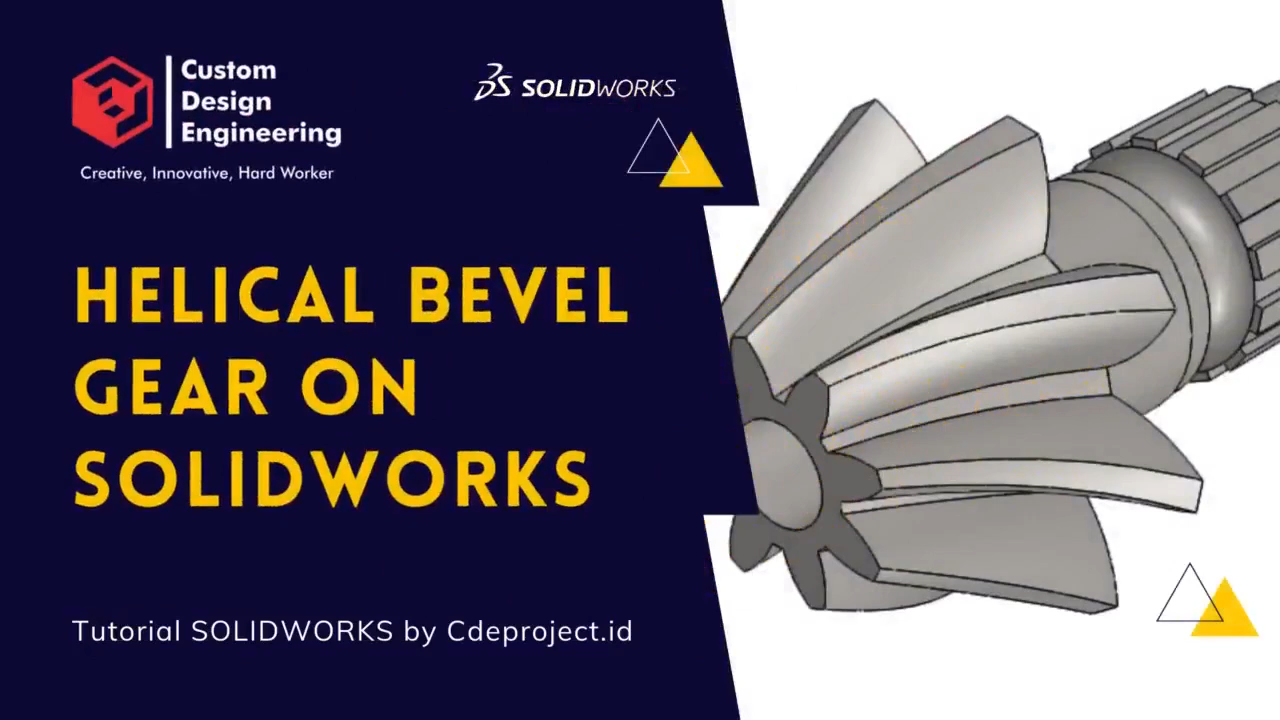 Custom
Design
Engineering
Creative, Innovative, Hard Worker
SOLIDWORKS
HELICAL BEVEL
GEAR ON
SOLIDWORKS
Tutorial SOLIDWORKS by Cdeproject.id